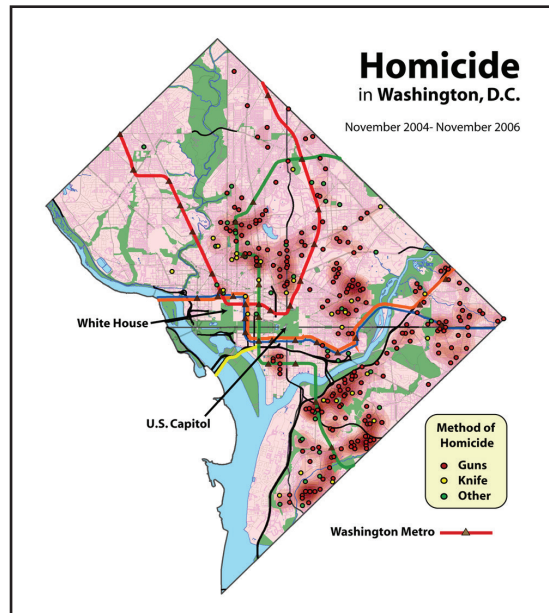 Homicide
in Washington, D.C.
November 2004- November 2006
White House
U.S. Capitol
Method of
Homicide
Guns
Knife
Other
Washington Metro